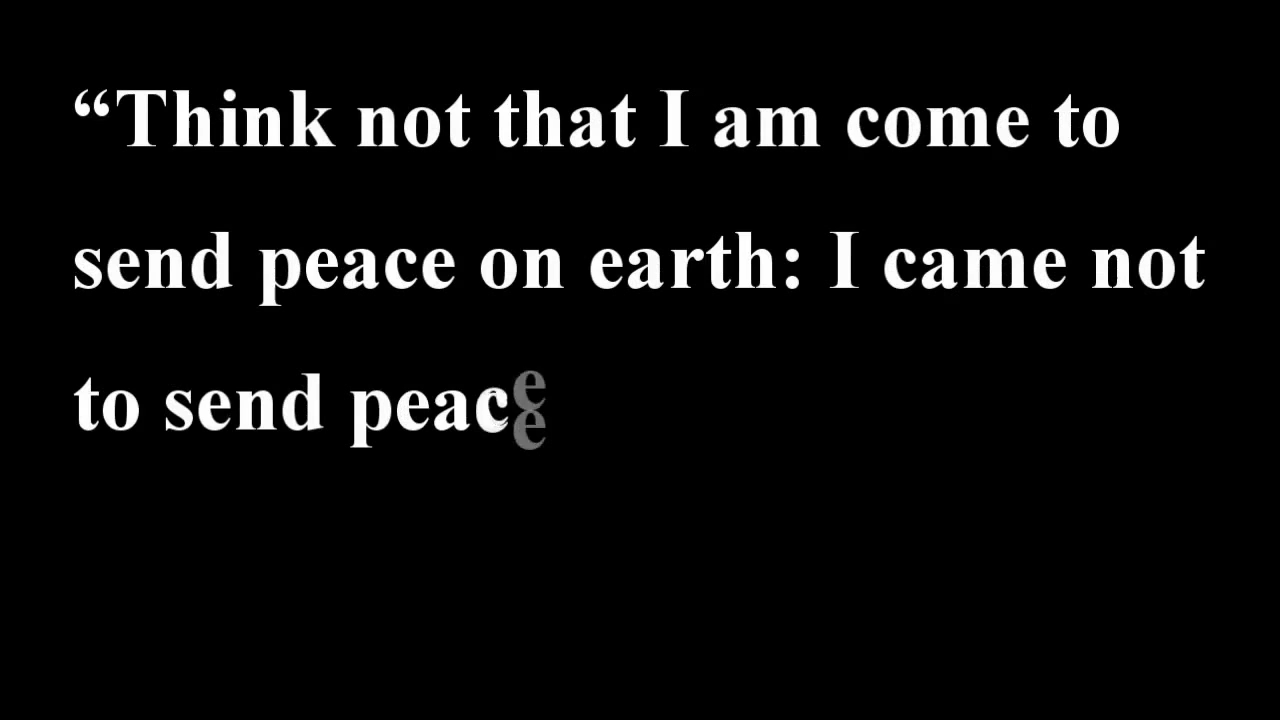 “Think not that I am come to
send peace on earth: I came not
to send peace